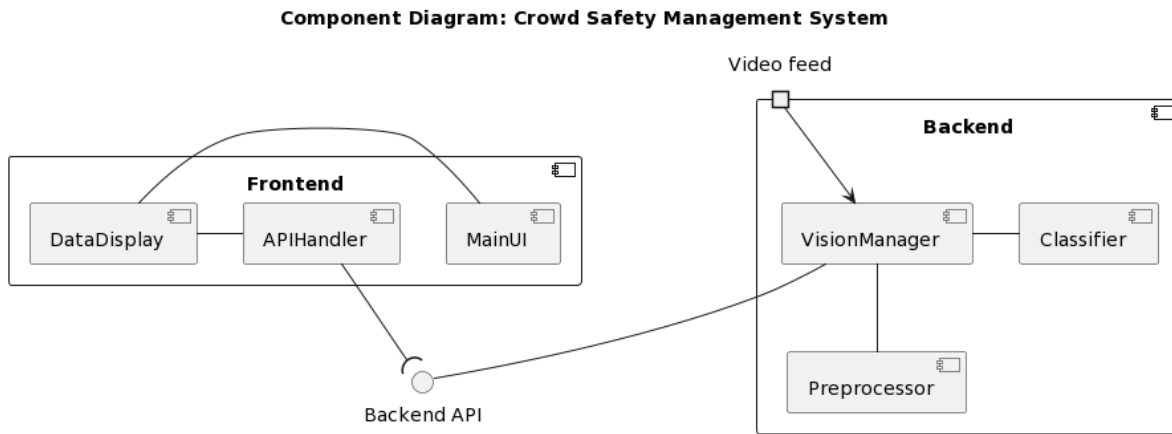 Component Diagram: Crowd Safety Management System
Video feed
Backend
Frontend
DataDisplay
APIHandler
MainUI
VisionManager
Classifier
Preprocessor
Backend API